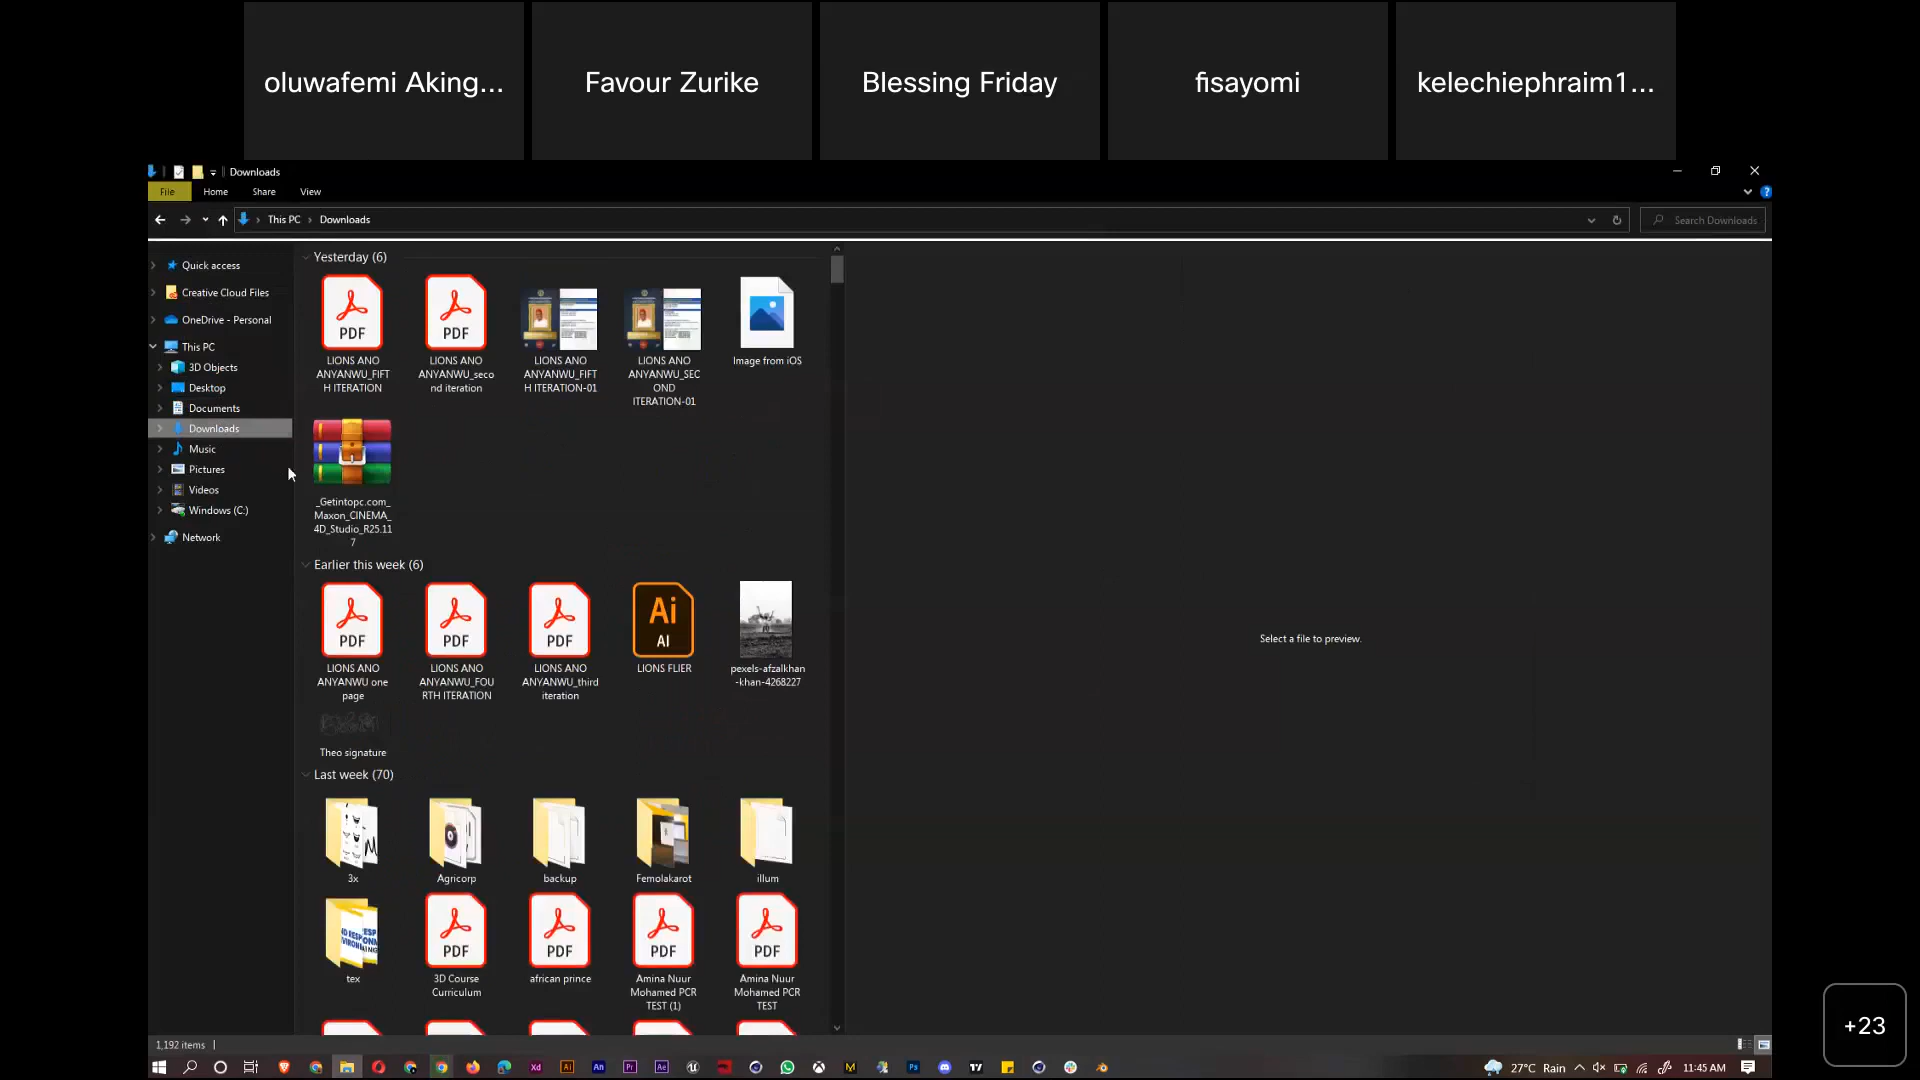 oluwafemi Aking...
Favour Zurike
Blessing Friday
fisayomi
kelechiephraim1...
Downloads
File
Home
Share
View
This PC
Downloads
Search Downloads
Quick access
Creative Cloud Files
OneDrive - Personal
This PC
3D Objects
Desktop
Documents
Downloads
Music
Pictures
Videos
Windows (C:)
Network
Yesterday (6)
PDF
LIONS ANO
ANYANWU_FIFT
H ITERATION
PDF
LIONS ANO
ANYANWU_seco
nd iteration
LIONS ANO
ANYANWU_FIFT
H ITERATION-01
LIONS ANO
ANYANWU_SEC
OND
ITERATION-01
Image from iOS
_Getintopc.com_
Maxon_CINEMA_
4D_Studio_R25.11
7
Earlier this week (6)
PDF
LIONS ANO
ANYANWU one
page
PDF
LIONS ANO
ANYANWU_FOU
RTH ITERATION
PDF
LIONS ANO
ANYANWU_third
iteration
Ai
AI
LIONS FLIER
pexels-afzalkhan
-khan-4268227
Theo signature
Last week (70)
3x
Agricorp
backup
Femolakarot
illum
tex
PDF
3D Course
Curriculum
PDF
african prince
PDF
Amina Nuur
Mohamed PCR
TEST (1)
PDF
Amina Nuur
Mohamed PCR
TEST
Select a file to preview.
+23
1,192 items
Xd
Ai
An
Pr
Ae
Ps
27°C Rain
11:45 AM